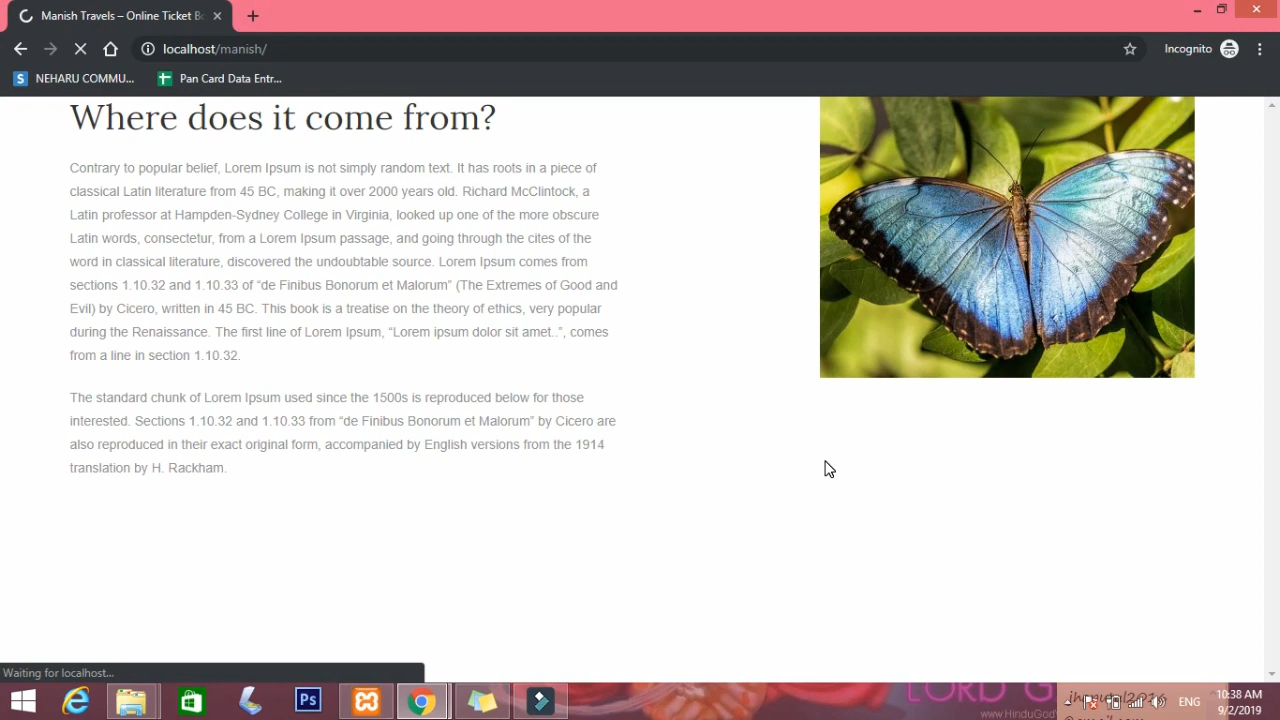 Manish Travels – Online Ticket Bo
localhost/manish/
Incognito
NEHARU COMMU...
Pan Card Data Entr...
Where does it come from?
Contrary to popular belief, Lorem Ipsum is not simply random text. It has roots in a piece of
classical Latin literature from 45 BC, making it over 2000 years old. Richard McClintock, a
Latin professor at Hampden-Sydney College in Virginia, looked up one of the more obscure
Latin words, consectetur, from a Lorem Ipsum passage, and going through the cites of the
word in classical literature, discovered the undoubtable source. Lorem Ipsum comes from
sections 1.10.32 and 1.10.33 of “de Finibus Bonorum et Malorum” (The Extremes of Good and
Evil) by Cicero, written in 45 BC. This book is a treatise on the theory of ethics, very popular
during the Renaissance. The first line of Lorem Ipsum, “Lorem ipsum dolor sit amet..”, comes
from a line in section 1.10.32.
The standard chunk of Lorem Ipsum used since the 1500s is reproduced below for those
interested. Sections 1.10.32 and 1.10.33 from “de Finibus Bonorum et Malorum” by Cicero are
also reproduced in their exact original form, accompanied by English versions from the 1914
translation by H. Rackham.
Waiting for localhost...
S
Ps
LORD G
www.HinduGod
ENG
10:38 AM
9/2/2019